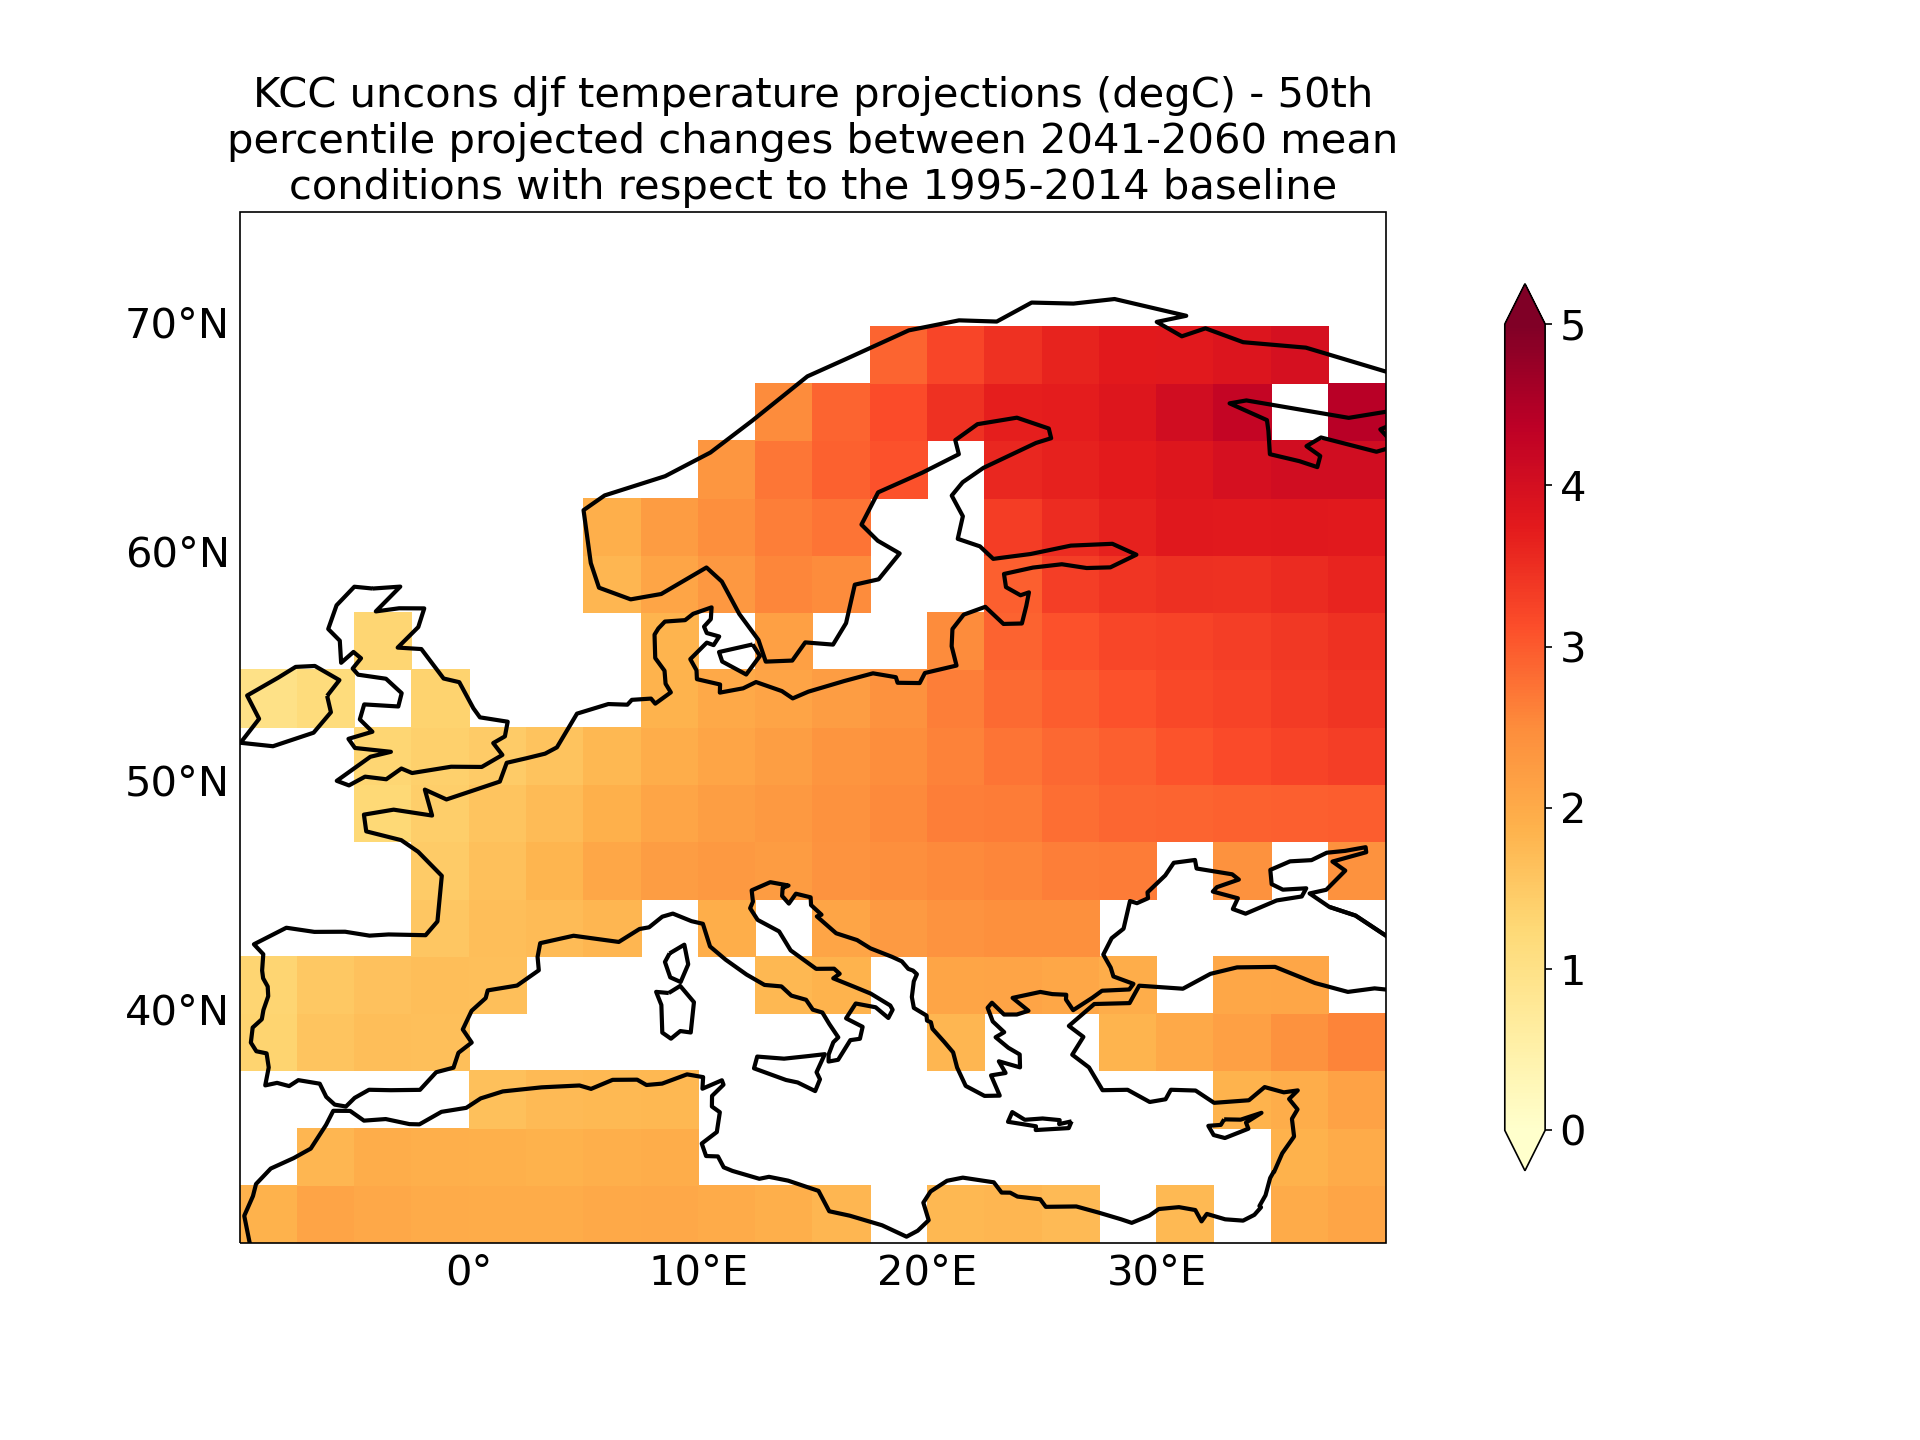 KCC uncons djf temperature projections (degC) - 50th
percentile projected changes between 2041-2060 mean
conditions with respect to the 1995-2014 baseline
70°N
60°N
50°N
40°N
0°
10°E
20°E
30°E
5
4
3
2
1
0